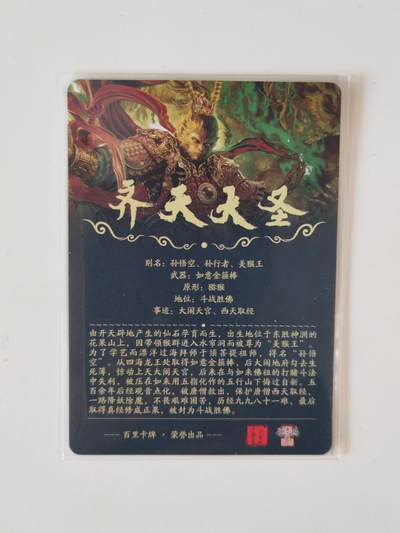 齐天大圣
别名：孙悟空、孙行者、美猴王
武器：如意金箍棒
原形：猕猴
地位：斗战胜佛
事迹：大闹天宫、西天取经
由开天辟地产生的仙石孕育而生，出生地位于东胜神洲的
花果山上，因带领猴群进入水帘洞而被尊为“美猴王”。
为了学艺而漂洋过海拜师于须菩提祖师，得名“孙悟
空”。从四海龙王处取得如意金箍棒，后大闹地府勾去生
死簿，惊动上天大闹天宫，后来在与如来佛祖的打赌斗法
中失利，被压在如来用五指化作的五行山下悔过自新。五
百余年后经观音点化，被唐僧救出，保护唐僧西天取经，
一路降妖除魔，不畏艰难困苦，历经九九八十一难，最后
取得真经修成正果，被封为斗战胜佛。
百里卡牌 · 荣誉出品